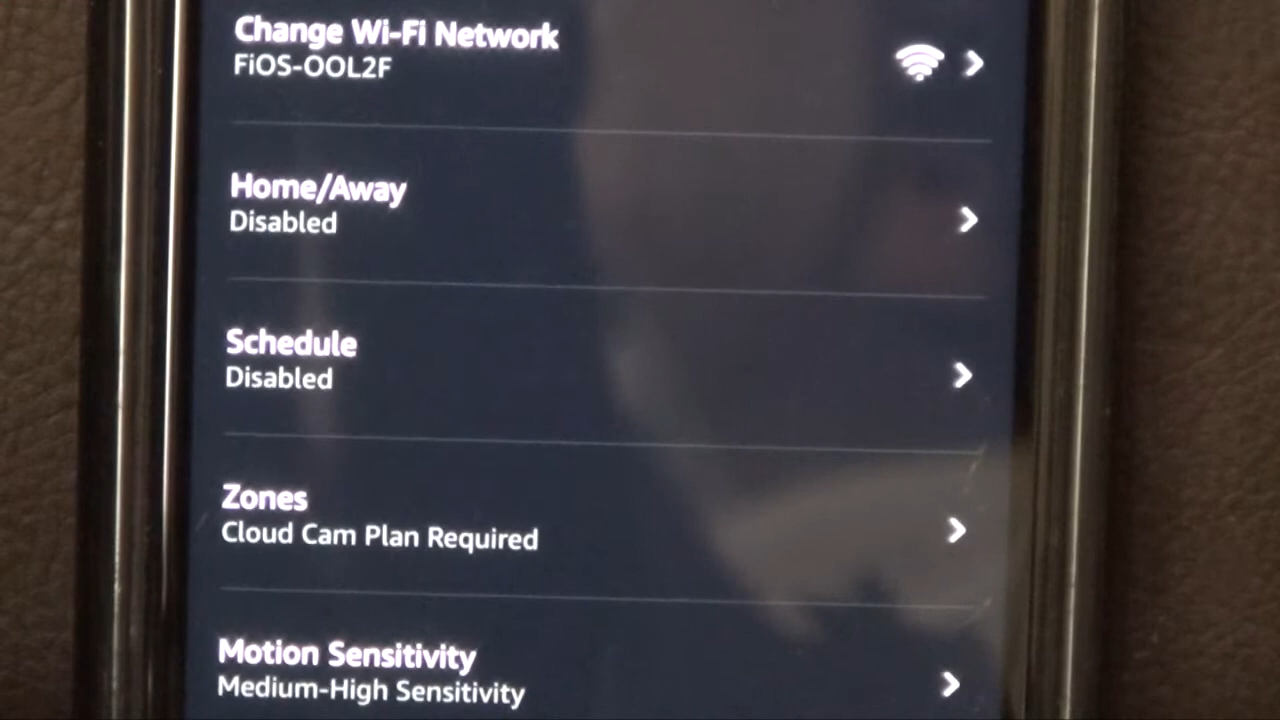 Change Wi-Fi Network
FiOS-OOL2F
Home/Away
Disabled
Schedule
Disabled
Zones
Cloud Cam Plan Required
Motion Sensitivity
Medium-High Sensitivity